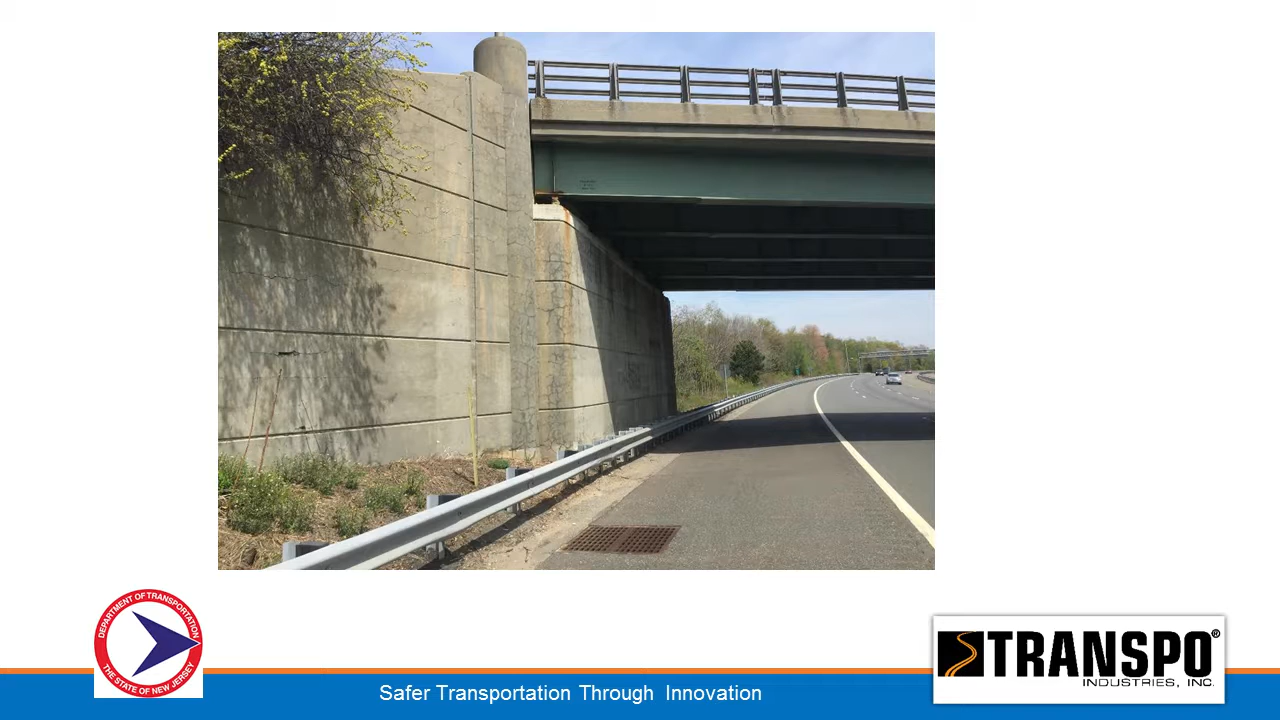 DEPARTMENT OF TRANSPORTATION
THE STATE OF NEW JERSEY
Safer Transportation Through Innovation
TRANSPO®
INDUSTRIES, INC.